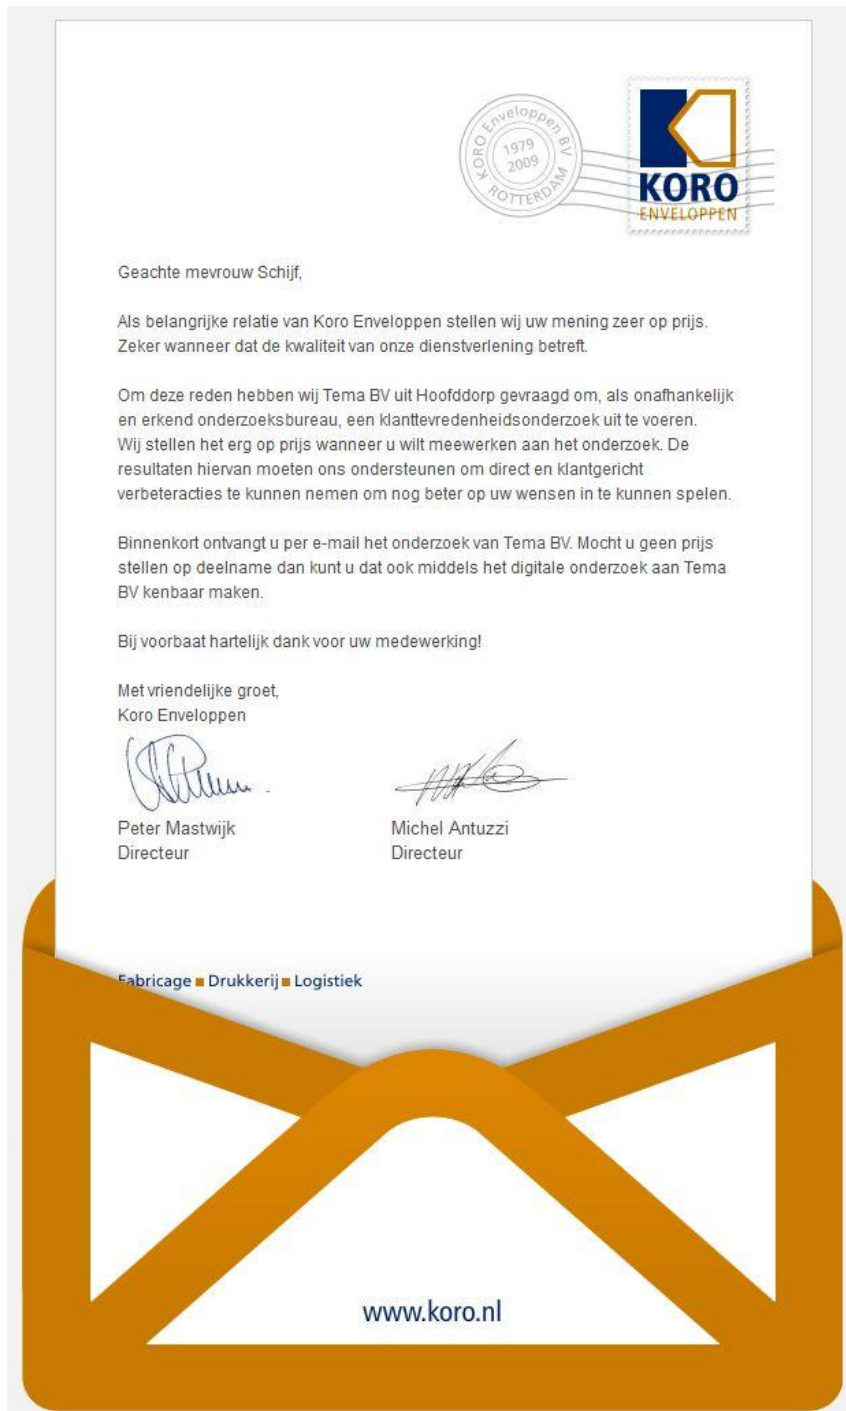 KORO Enveloppen BV
1979
2009
ROTTERDAM
KORO
ENVELOPPEN
Geachte mevrouw Schijf,
Als belangrijke relatie van Koro Enveloppen stellen wij uw mening zeer op prijs.
Zeker wanneer dat de kwaliteit van onze dienstverlening betreft.
Om deze reden hebben wij Tema BV uit Hoofddorp gevraagd om, als onafhankelijk
en erkend onderzoeksbureau, een klanttevredenheidsonderzoek uit te voeren.
Wij stellen het erg op prijs wanneer u wilt meewerken aan het onderzoek. De
resultaten hiervan moeten ons ondersteunen om direct en klantgericht
verbeteracties te kunnen nemen om nog beter op uw wensen in te kunnen spelen.
Binnenkort ontvangt u per e-mail het onderzoek van Tema BV. Mocht u geen prijs
stellen op deelname dan kunt u dat ook middels het digitale onderzoek aan Tema
BV kenbaar maken.
Bij voorbaat hartelijk dank voor uw medewerking!
Met vriendelijke groet,
Koro Enveloppen
Peter Mastwijk Michel Antuzzi
Directeur Directeur
Fabricage ■ Drukkerij ■ Logistiek
www.koro.nl